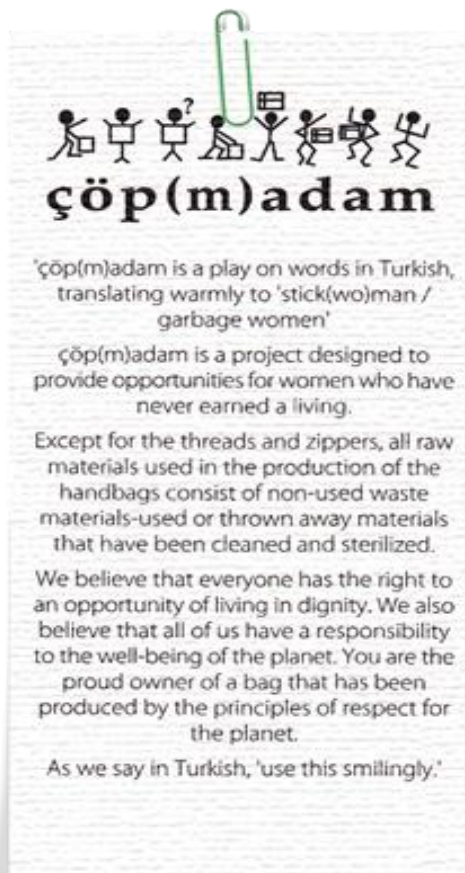 ?
çöp(m)adam
'çöp(m)adam is a play on words in Turkish,
translating warmly to 'stick(wo)man /
garbage women'
çöp(m)adam is a project designed to
provide opportunities for women who have
never earned a living.
Except for the threads and zippers, all raw
materials used in the production of the
handbags consist of non-used waste
materials-used or thrown away materials
that have been cleaned and sterilized.
We believe that everyone has the right to
an opportunity of living in dignity. We also
believe that all of us have a responsibility
to the well-being of the planet. You are the
proud owner of a bag that has been
produced by the principles of respect for
the planet.
As we say in Turkish, 'use this smilingly.'